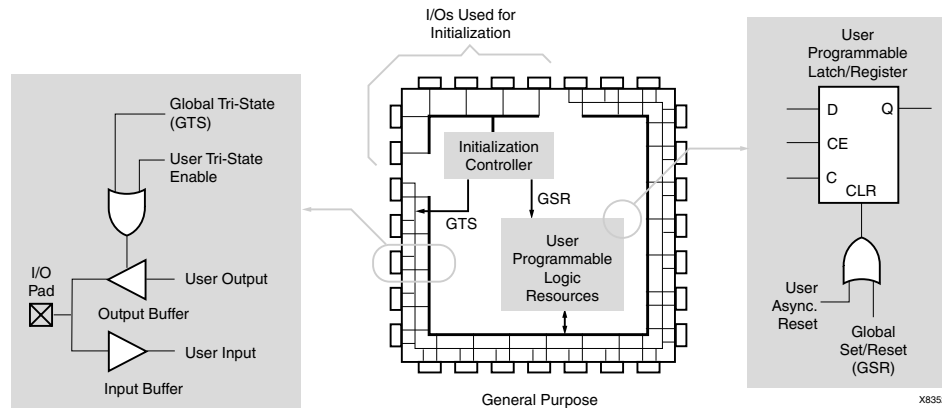 I/Os Used for
Initialization
Global Tri-State
(GTS)
User Tri-State
Enable
I/O
Pad
User Output
Output Buffer
User Input
Input Buffer
Initialization
Controller
GTS
GSR
User
Programmable
Logic
Resources
General Purpose
User
Programmable
Latch/Register
D
Q
CE
C
CLR
User
Async.
Reset
Global
Set/Reset
(GSR)